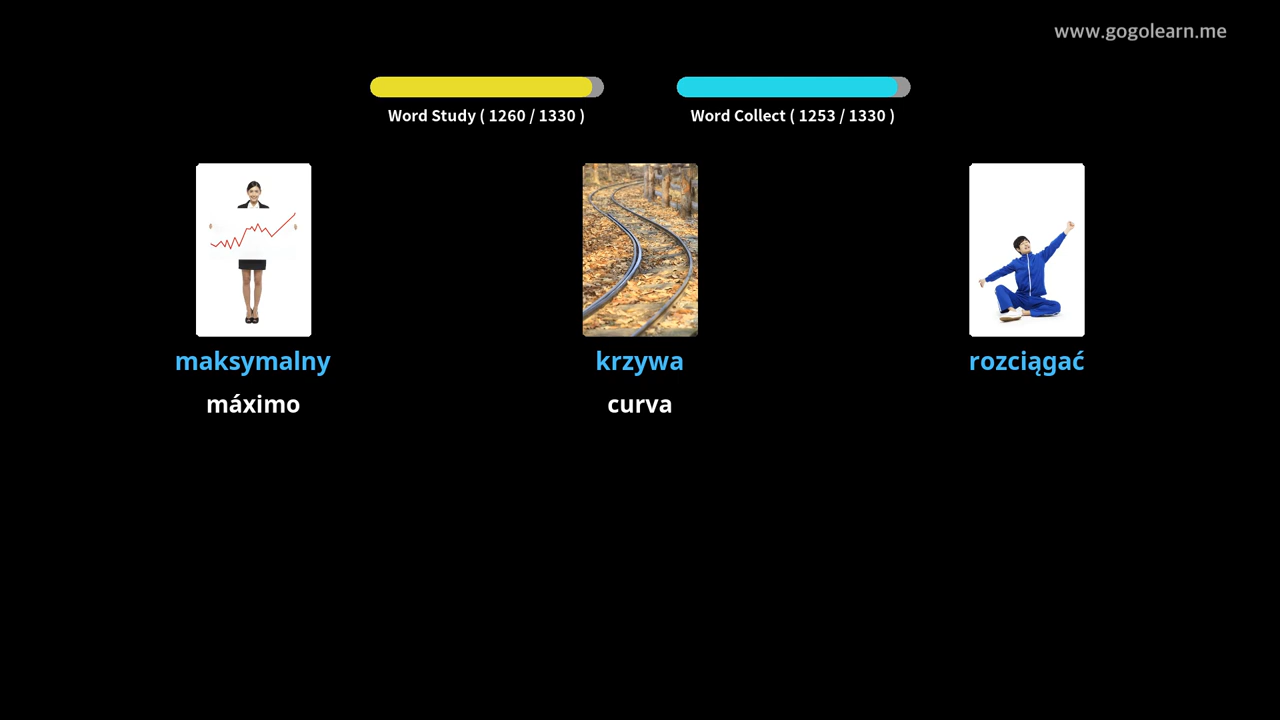 www.gogolearn.me
Word Study ( 1260 / 1330 )
Word Collect ( 1253 / 1330 )
maksymalny
krzywa
rozciągać
máximo
curva